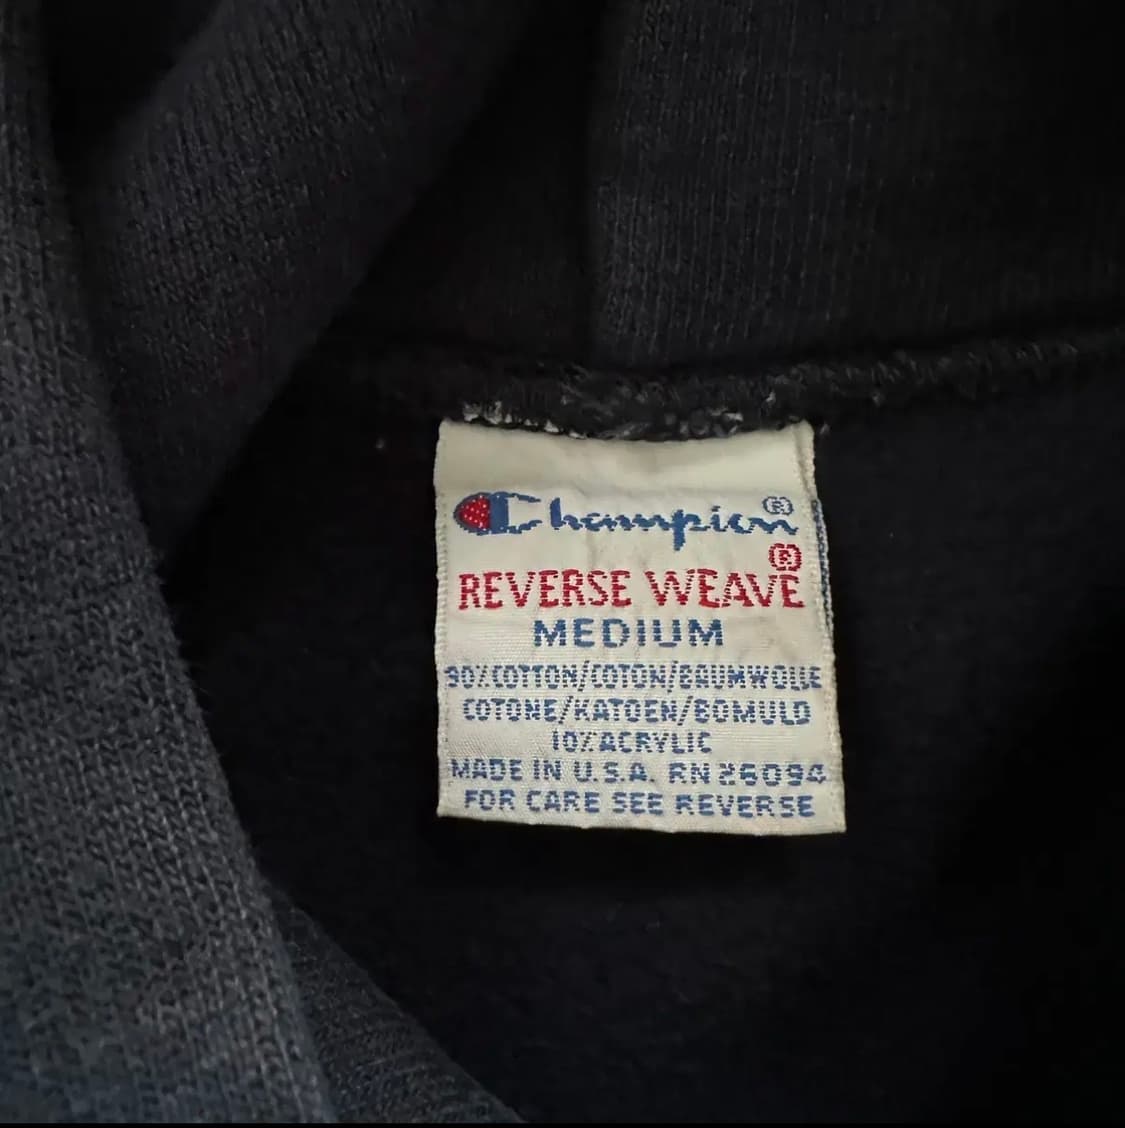 Champion®
REVERSE WEAVE®
MEDIUM
90%COTTON/COTON/BAUMWOLLE
COTONE/KATOEN/BOMULD
10%ACRYLIC
MADE IN U.S.A. RN 26094
FOR CARE SEE REVERSE